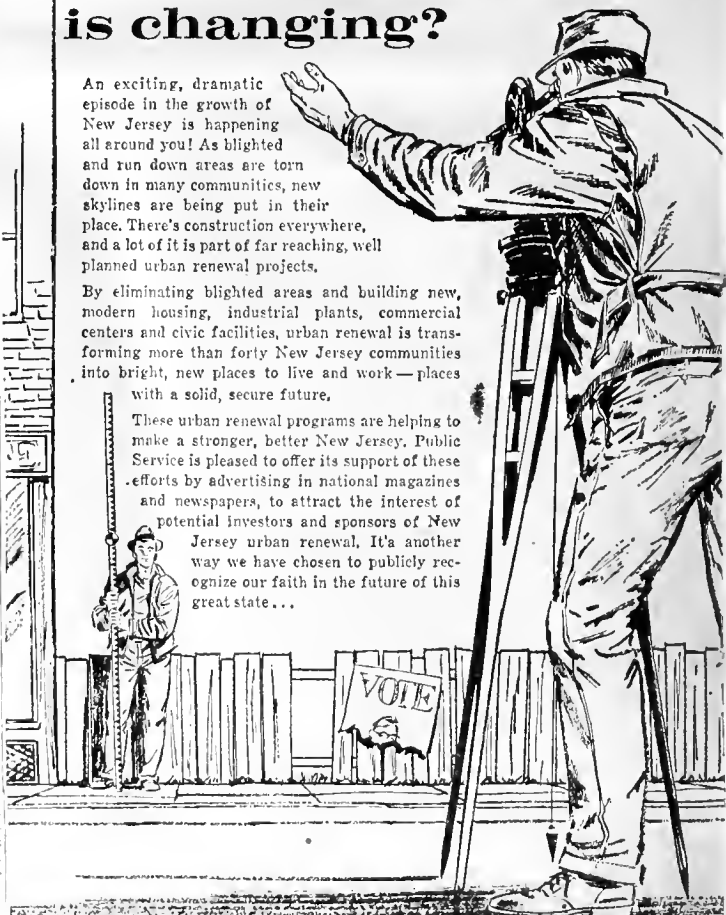 is changing?
An exciting, dramatic
episode in the growth of
New Jersey is happening
all around you! As blighted
and run down areas are torn
down in many communities, new
skylines are being put in their
place. There's construction everywhere,
and a lot of it is part of far reaching, well
planned urban renewal projects.
By eliminating blighted areas and building new,
modern housing, industrial plants, commercial
centers and civic facilities, urban renewal is trans-
forming more than forty New Jersey communities
into bright, new places to live and work — places
with a solid, secure future.
These urban renewal programs are helping to
make a stronger, better New Jersey. Public
Service is pleased to offer its support of these
efforts by advertising in national magazines
and newspapers, to attract the interest of
potential investors and sponsors of New
Jersey urban renewal. It's another
way we have chosen to publicly rec-
ognize our faith in the future of this
great state...
VOTE